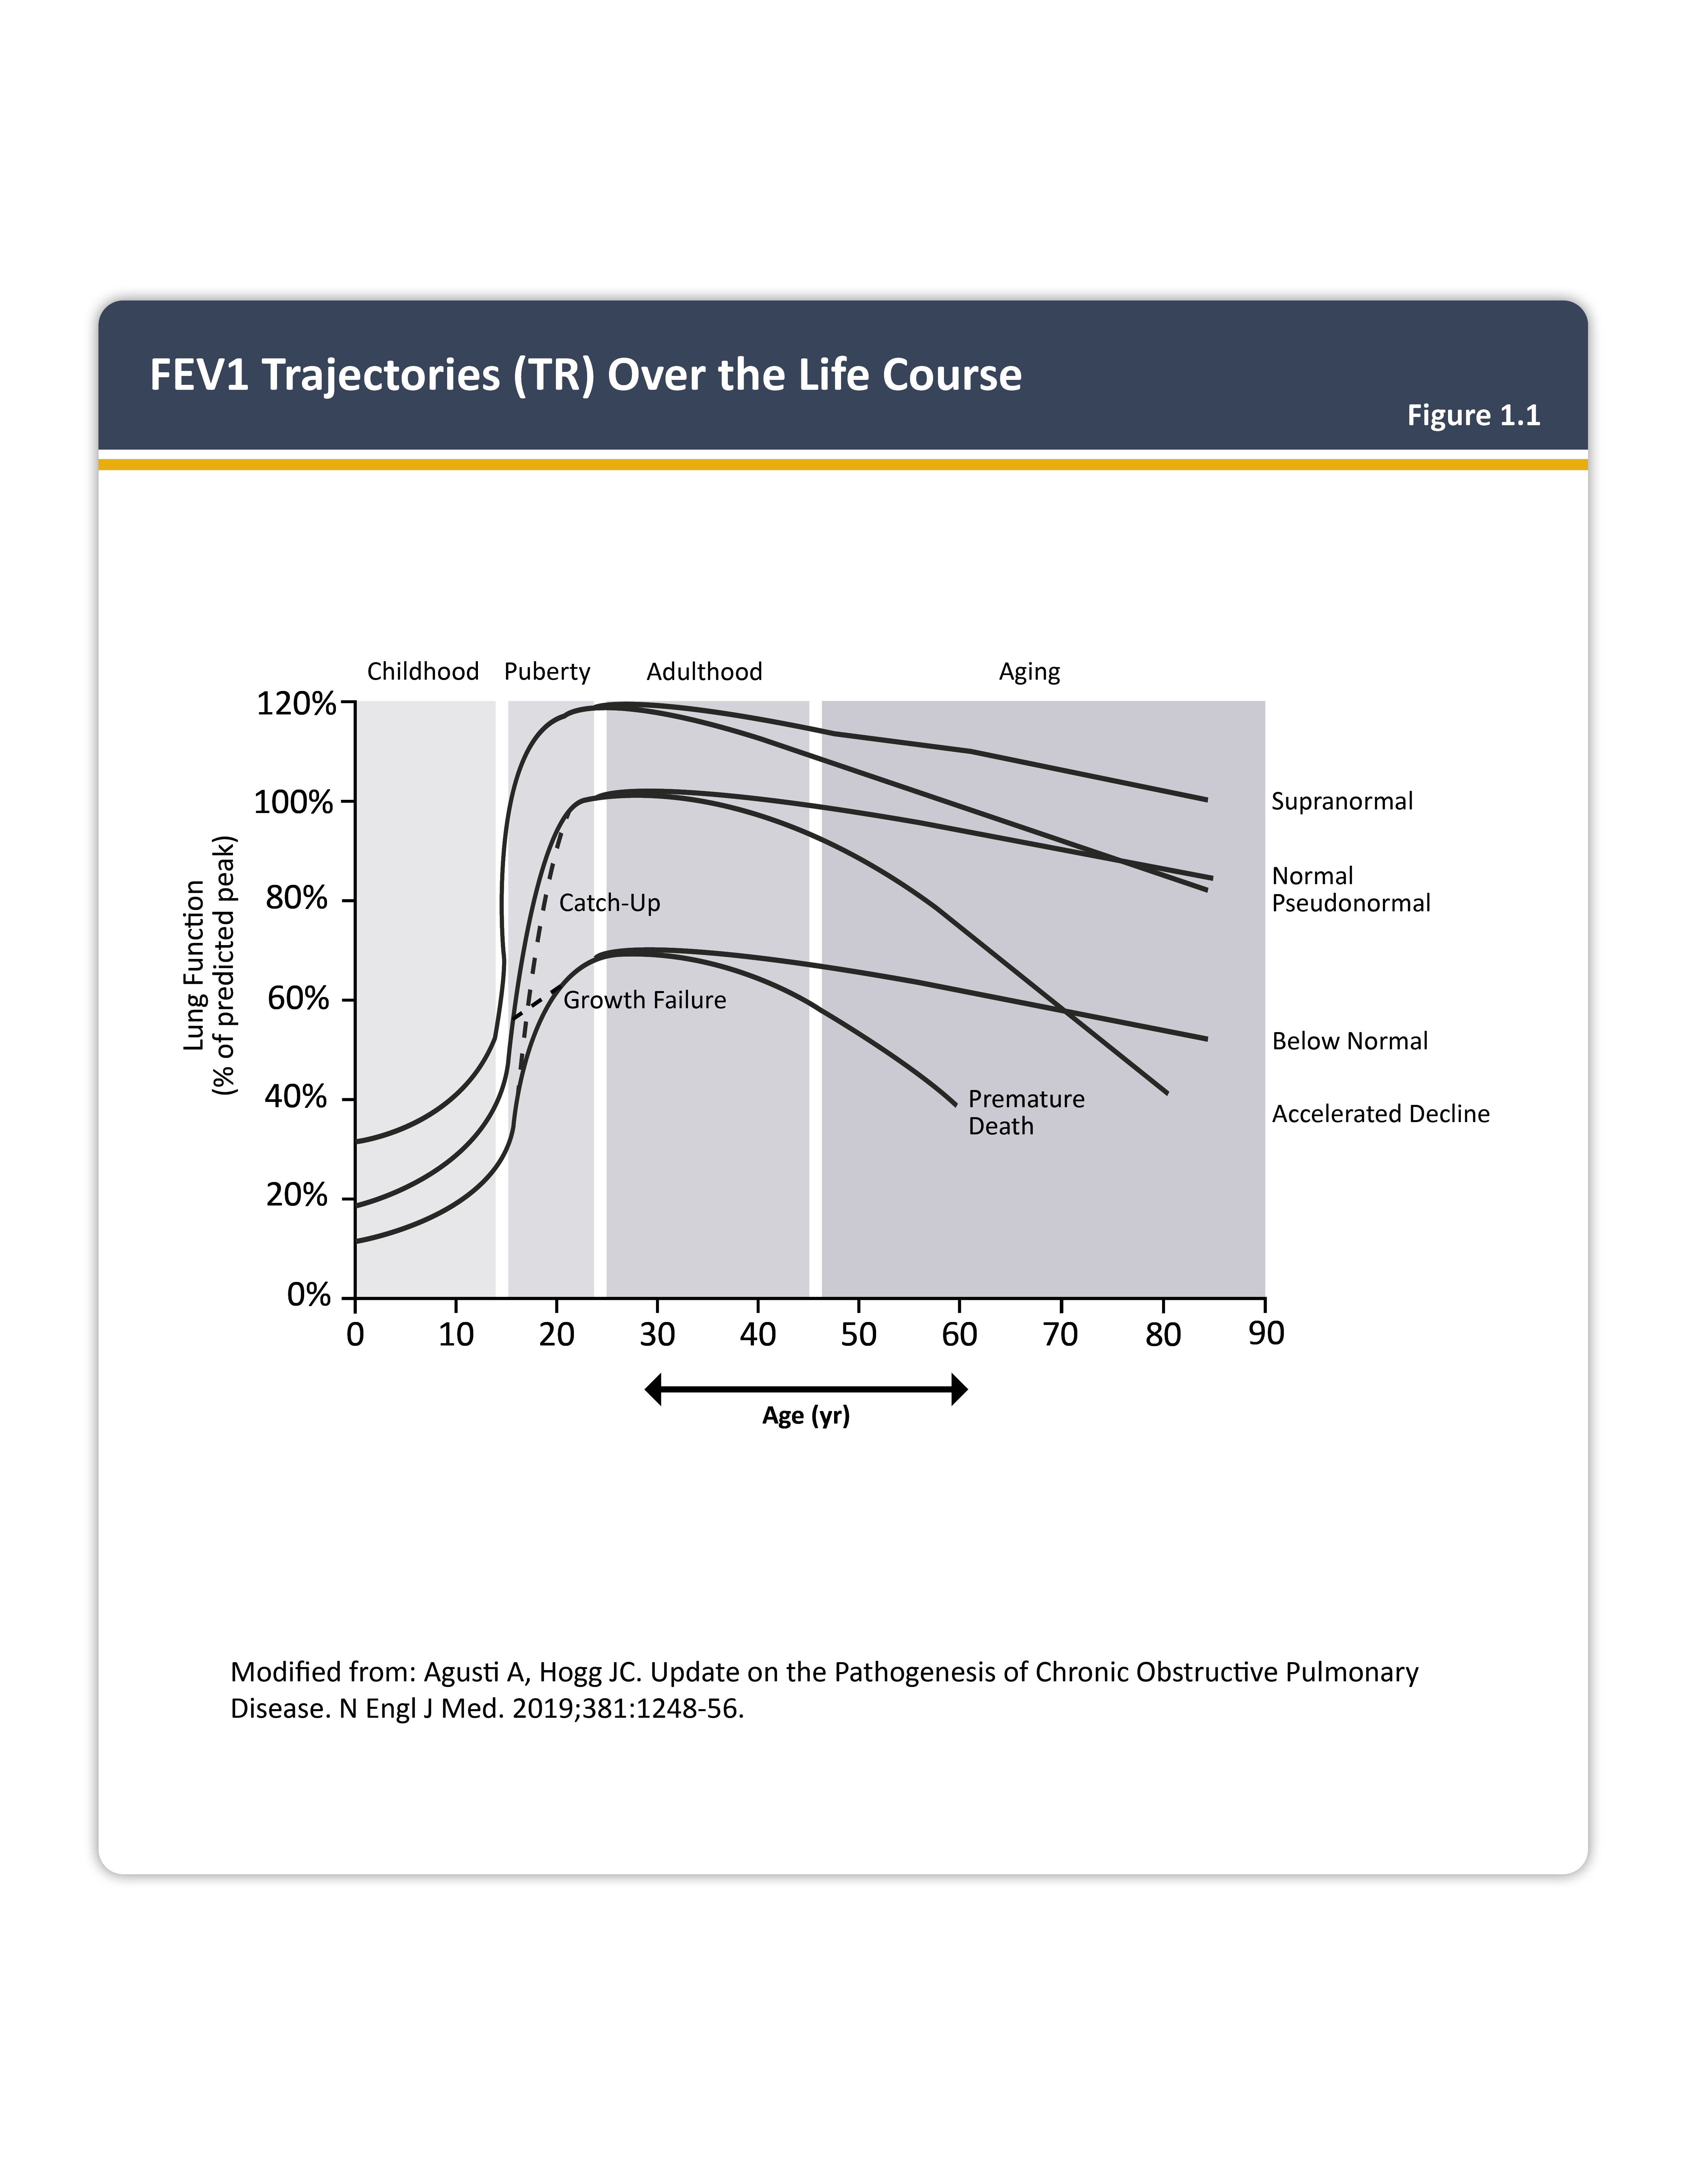 FEV1 Trajectories (TR) Over the Life Course
Figure 1.1
Childhood
Puberty
Adulthood
Aging
Lung Function
(% of predicted peak)
120%
100%
80%
60%
40%
20%
0%
Catch-Up
Growth Failure
Premature
Death
Supranormal
Normal
Pseudonormal
Below Normal
Accelerated Decline
0
10
20
30
40
50
60
70
80
90
Age (yr)
Modified from: Agusti A, Hogg JC. Update on the Pathogenesis of Chronic Obstructive Pulmonary
Disease. N Engl J Med. 2019;381:1248-56.